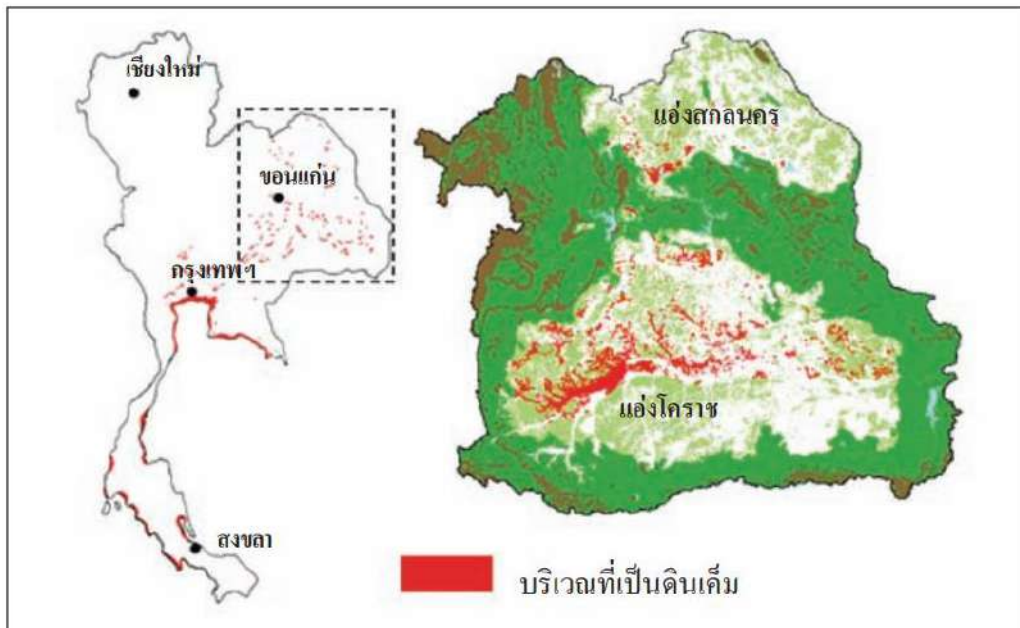 เชียงใหม่
ขอนแก่น
กรุงเทพฯ
สงขลา
แอ่งสกลนคร
แอ่งโคราช
บริเวณที่เป็นดินเค็ม